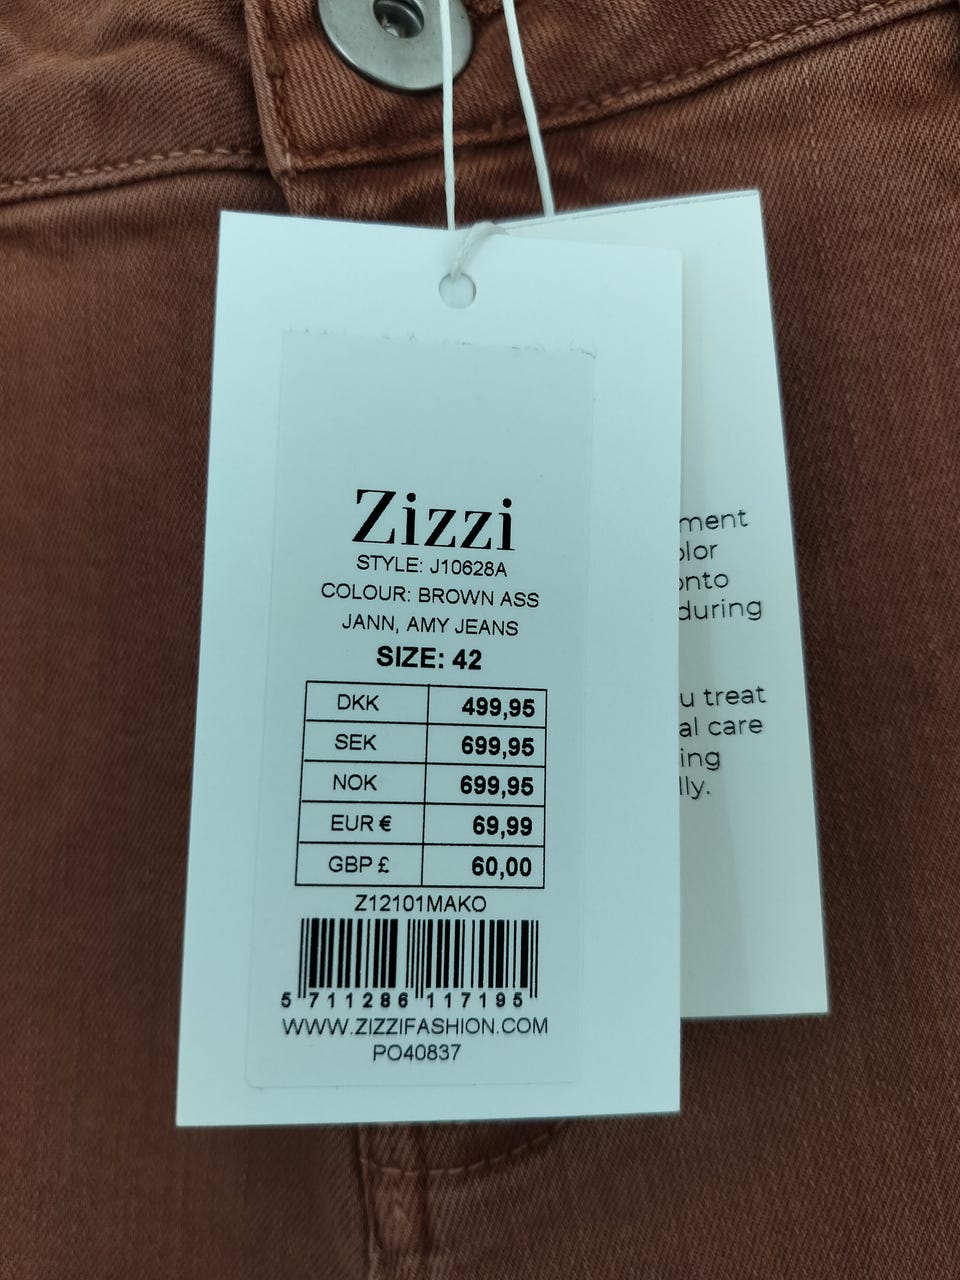 Zizzi
STYLE: J10628A
COLOUR: BROWN ASS
JANN, AMY JEANS
SIZE: 42
DKK 499,95
SEK 699,95
NOK 699,95
EUR € 69,99
GBP £ 60,00
Z12101MAKO
5 711286 117195
WWW.ZIZZIFASHION.COM
PO40837
ment
olor
onto
during
u treat
al care
ing
lly.